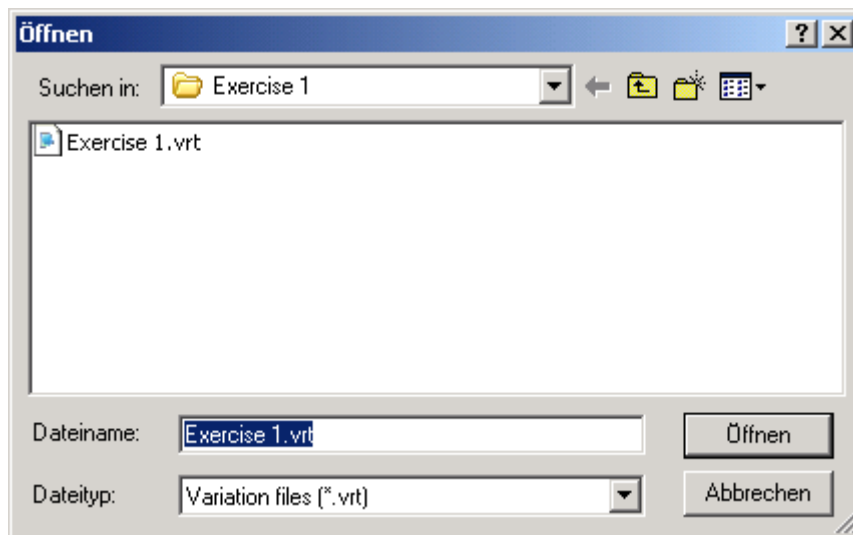 Öffnen
Suchen in: Exercise 1
Exercise 1.vrt
Dateiname: Exercise 1.vrt Öffnen
Dateityp: Variation files (*.vrt) Abbrechen